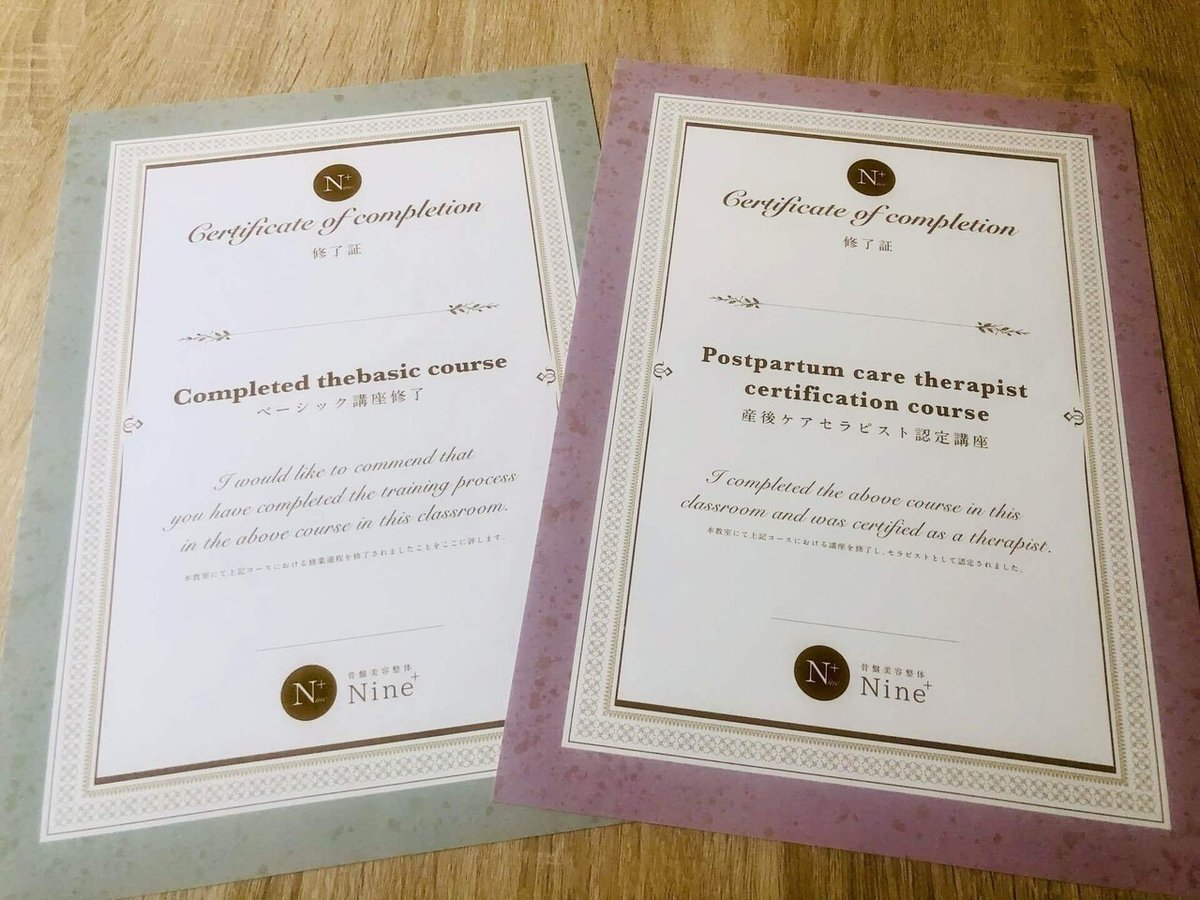 N+
Certificate of completion
修了証
Completed thebasic course
ベーシック講座修了
I would like to commend that
you have completed the training process
in the above course in this classroom.
本教室にて上記コースにおける修業過程を修了されましたことをここに許します。
N+
骨盤美容整体
Nine+
N+
Certificate of completion
修了証
Postpartum care therapist
certification course
産後ケアセラピスト認定講座
I completed the above course in this
classroom and was certified as a therapist.
本教室にて上記コースにおける講座を修了し、セラピストとして認定されました。
N+
骨盤美容整体
Nine+